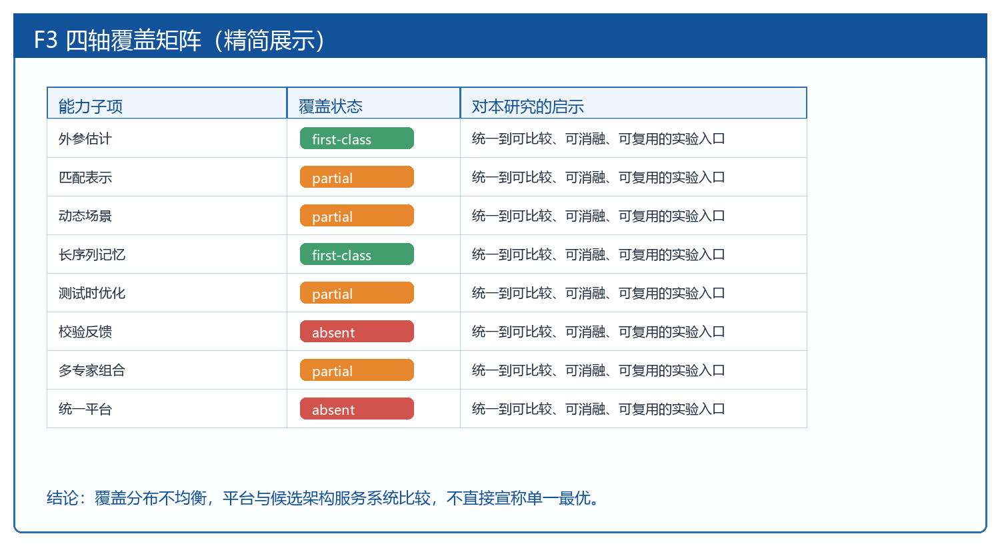 F3 四轴覆盖矩阵（精简展示）
能力子项 覆盖状态 对本研究的启示
外参估计 first-class 统一到可比较、可消融、可复用的实验入口
匹配表示 partial 统一到可比较、可消融、可复用的实验入口
动态场景 partial 统一到可比较、可消融、可复用的实验入口
长序列记忆 first-class 统一到可比较、可消融、可复用的实验入口
测试时优化 partial 统一到可比较、可消融、可复用的实验入口
校验反馈 absent 统一到可比较、可消融、可复用的实验入口
多专家组合 partial 统一到可比较、可消融、可复用的实验入口
统一平台 absent 统一到可比较、可消融、可复用的实验入口
结论：覆盖分布不均衡，平台与候选架构服务系统比较，不直接宣称单一最优。